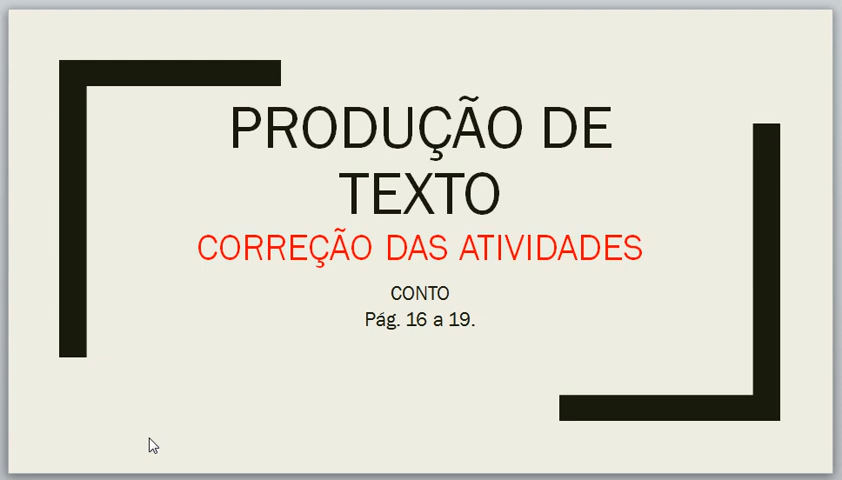 PRODUÇÃO DE
TEXTO
CORREÇÃO DAS ATIVIDADES
CONTO
Pág. 16 a 19.